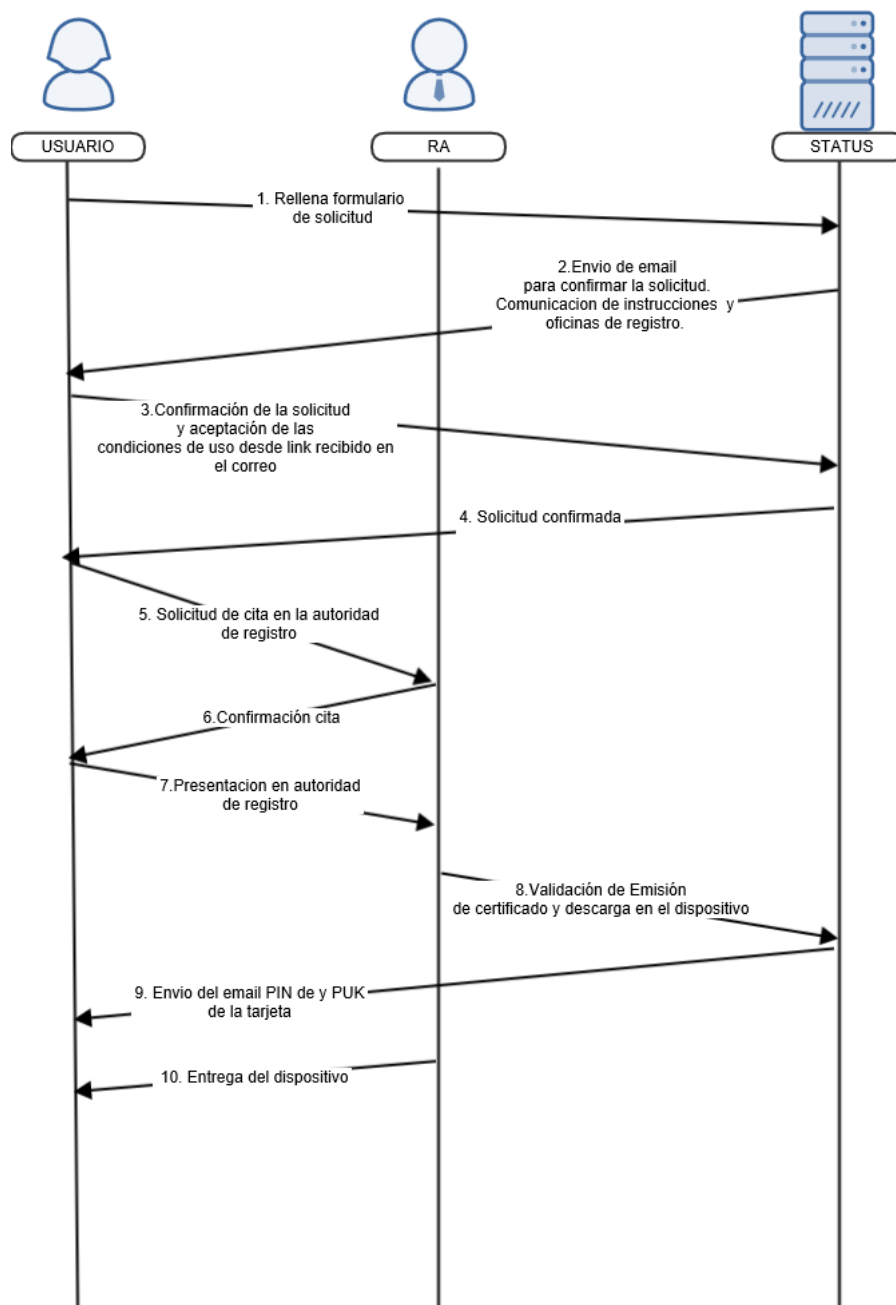 USUARIO
RA
STATUS
1. Rellena formulario
de solicitud
2.Envio de email
para confirmar la solicitud.
Comunicacion de instrucciones y
oficinas de registro.
3.Confirmación de la solicitud
y aceptación de las
condiciones de uso desde link recibido en
el correo
4. Solicitud confirmada
5. Solicitud de cita en la autoridad
de registro
6.Confirmación cita
7.Presentacion en autoridad
de registro
8.Validación de Emisión
de certificado y descarga en el dispositivo
9. Envio del email PIN de y PUK
de la tarjeta
10. Entrega del dispositivo